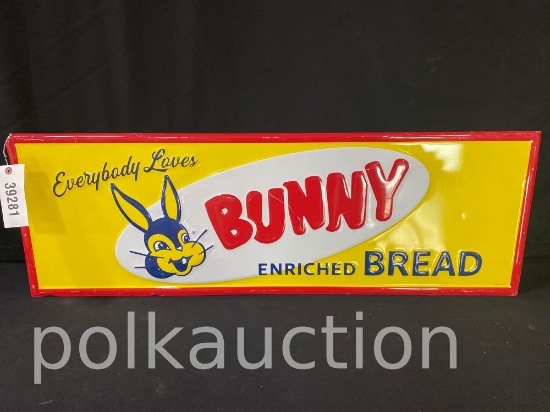 Everybody Loves
BUNNY
ENRICHED BREAD
39281
polkauction